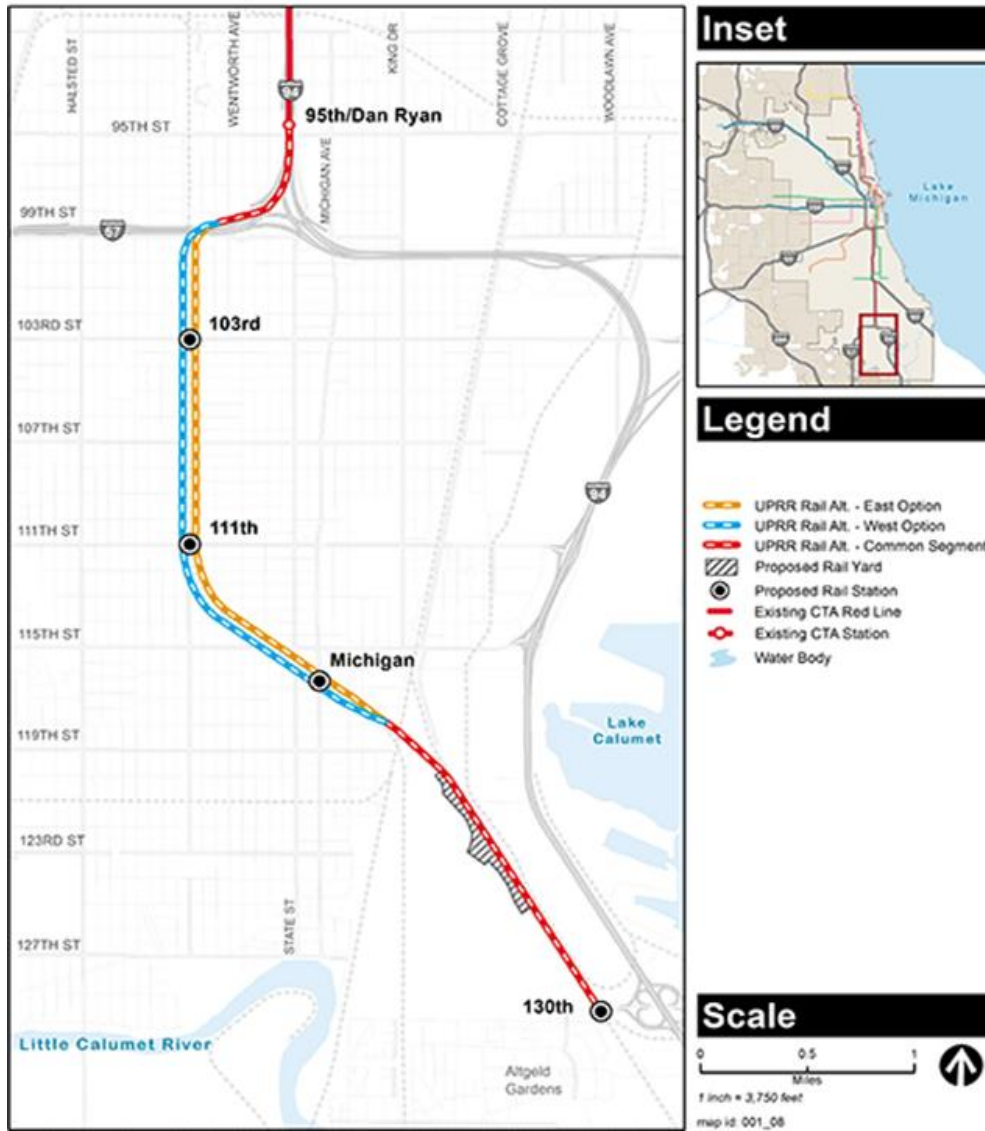 HALSTED ST
WENTWORTH AVE
KING DR
COTTAGE GROVE
WOODLAWN AVE
94
95th/Dan Ryan
95TH ST
MICHIGAN AVE
99TH ST
57
103RD ST
103rd
107TH ST
94
111TH ST
111th
115TH ST
Michigan
119TH ST
Lake
Calumet
123RD ST
STATE ST
127TH ST
130th
Little Calumet River
Altgeld
Gardens
Inset
Lake
Michigan
Legend
UPRR Rail Alt. - East Option
UPRR Rail Alt. - West Option
UPRR Rail Alt. - Common Segment
Proposed Rail Yard
Proposed Rail Station
Existing CTA Red Line
Existing CTA Station
Water Body
Scale
0 0.5 1
Miles
1 inch = 3,750 feet
map id: 001_08